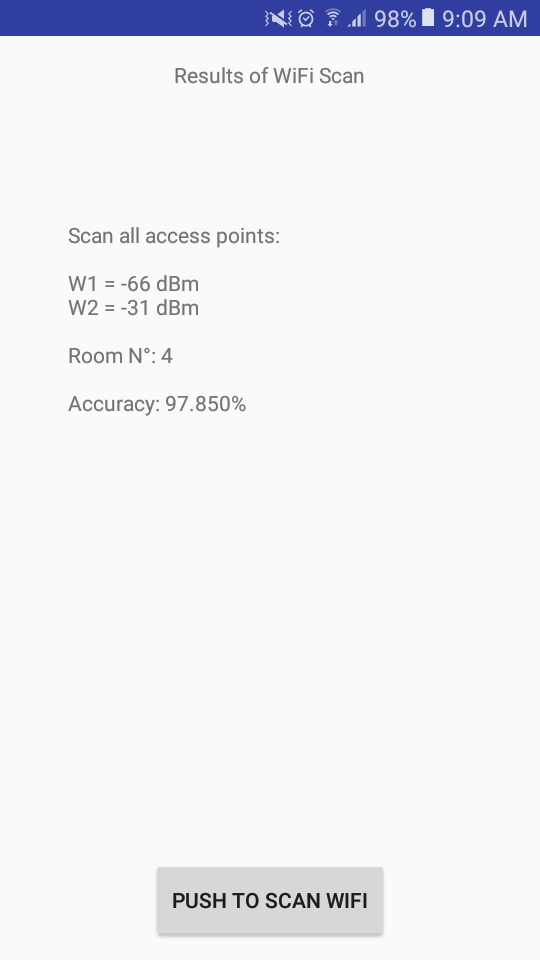 98% 9:09 AM
Results of WiFi Scan
Scan all access points:
W1 = -66 dBm
W2 = -31 dBm
Room N°: 4
Accuracy: 97.850%
PUSH TO SCAN WIFI